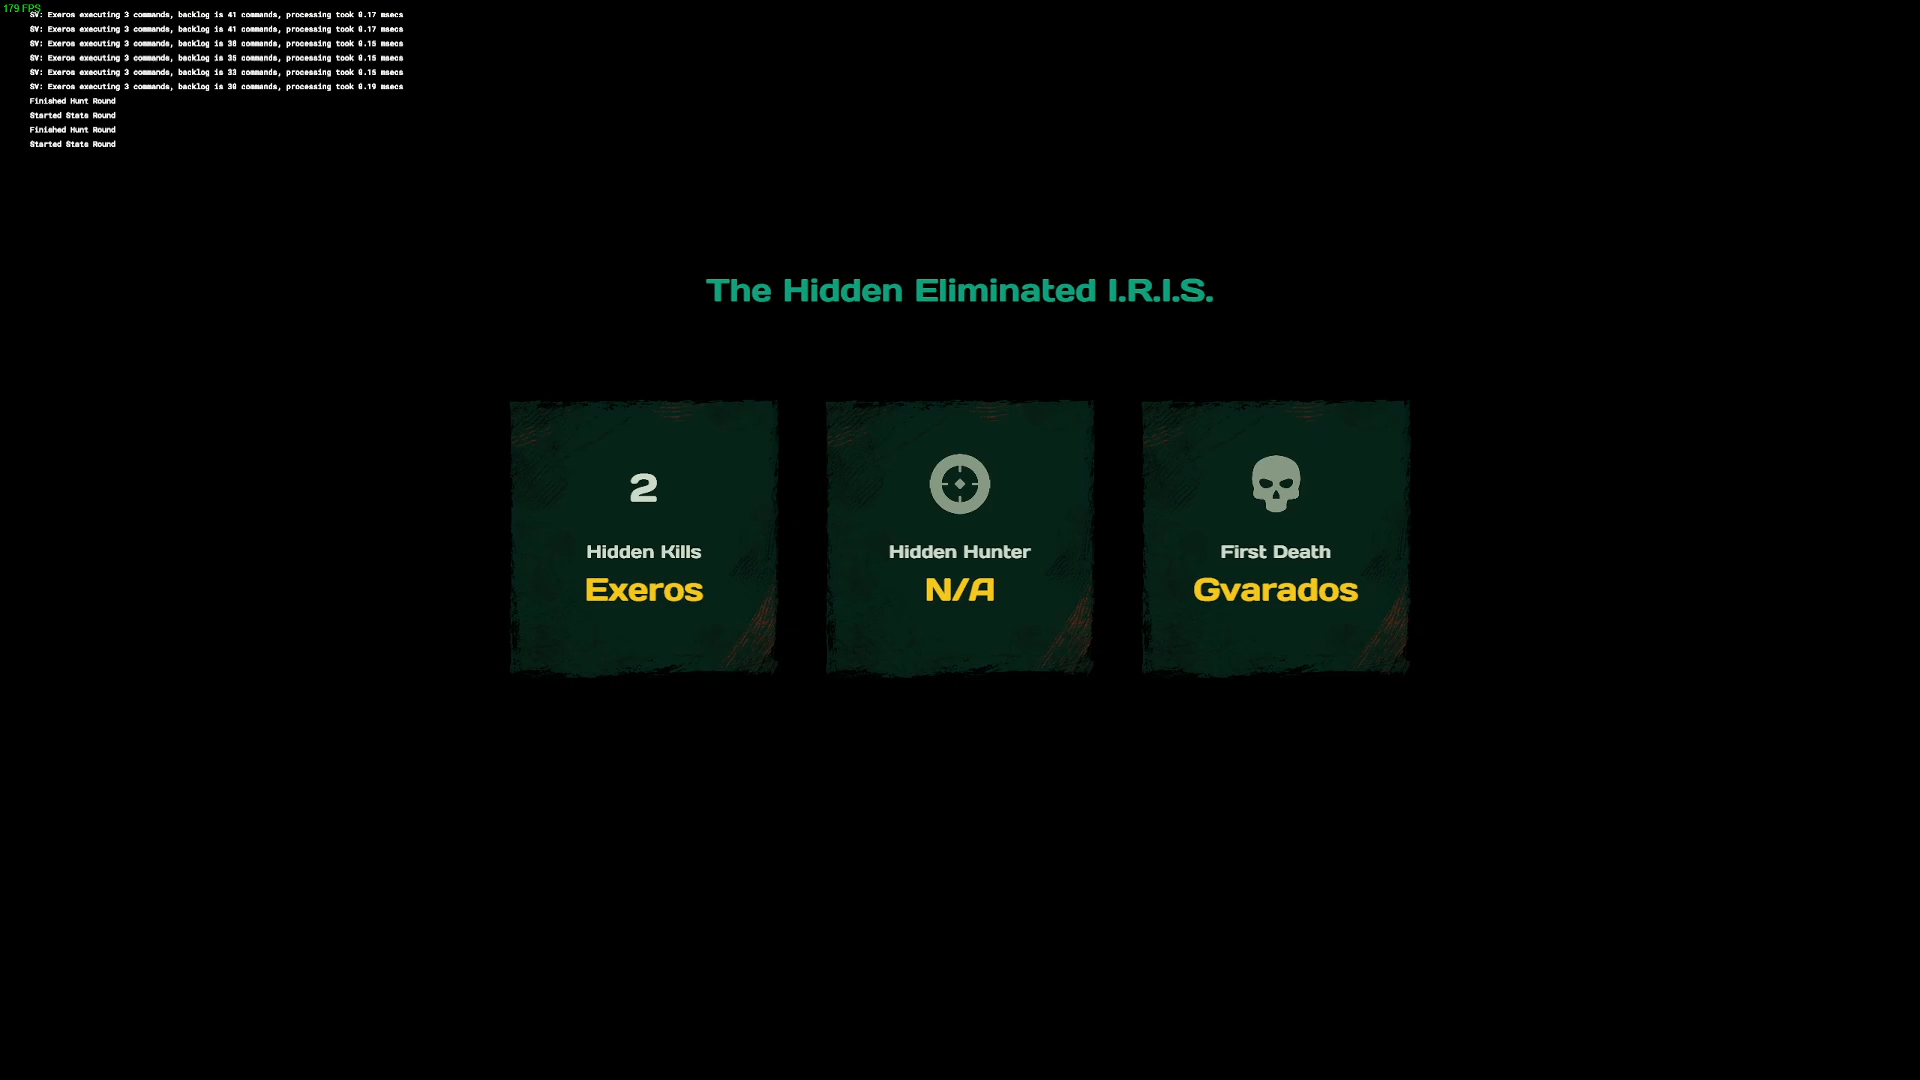 179 FPS
SV: Exeros executing 3 commands, backlog is 41 commands, processing took 0.17 msecs
SV: Exeros executing 3 commands, backlog is 41 commands, processing took 0.17 msecs
SV: Exeros executing 3 commands, backlog is 38 commands, processing took 0.15 msecs
SV: Exeros executing 3 commands, backlog is 35 commands, processing took 0.15 msecs
SV: Exeros executing 3 commands, backlog is 33 commands, processing took 0.15 msecs
SV: Exeros executing 3 commands, backlog is 30 commands, processing took 0.19 msecs
Finished Hunt Round
Started Stats Round
Finished Hunt Round
Started Stats Round
The Hidden Eliminated I.R.I.S.
2
Hidden Kills
Exeros
Hidden Hunter
N/A
First Death
Gvarados